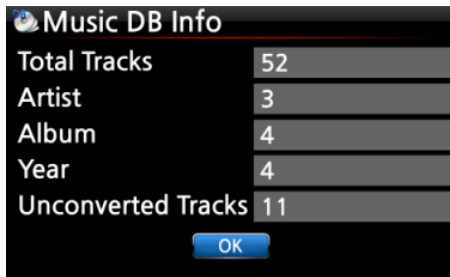 Music DB Info
Total Tracks 52
Artist 3
Album 4
Year 4
Unconverted Tracks 11
OK